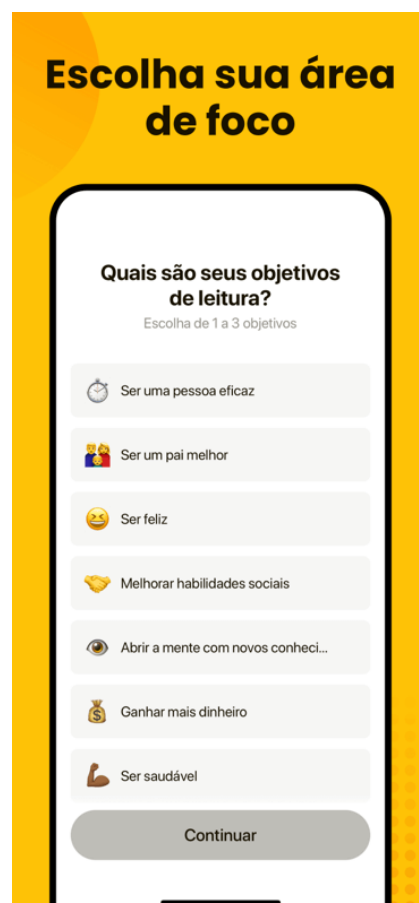 Escolha sua área
de foco
Quais são seus objetivos
de leitura?
Escolha de 1 a 3 objetivos
Ser uma pessoa eficaz
Ser um pai melhor
Ser feliz
Melhorar habilidades sociais
Abrir a mente com novos conheci...
Ganhar mais dinheiro
Ser saudável
Continuar